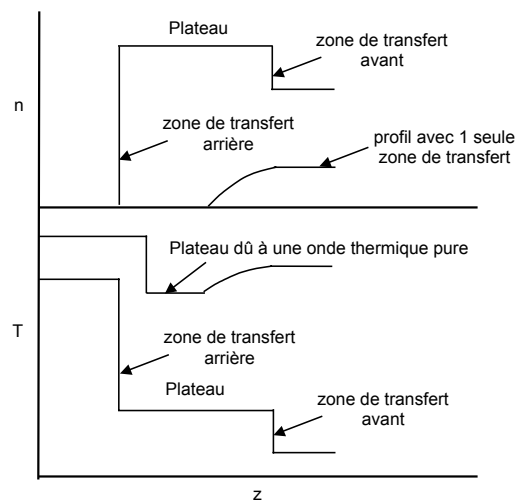 Plateau
zone de transfert
avant
n
zone de transfert
arrière
profil avec 1 seule
zone de transfert
Plateau dû à une onde thermique pure
T
zone de transfert
arrière
Plateau
zone de transfert
avant
z